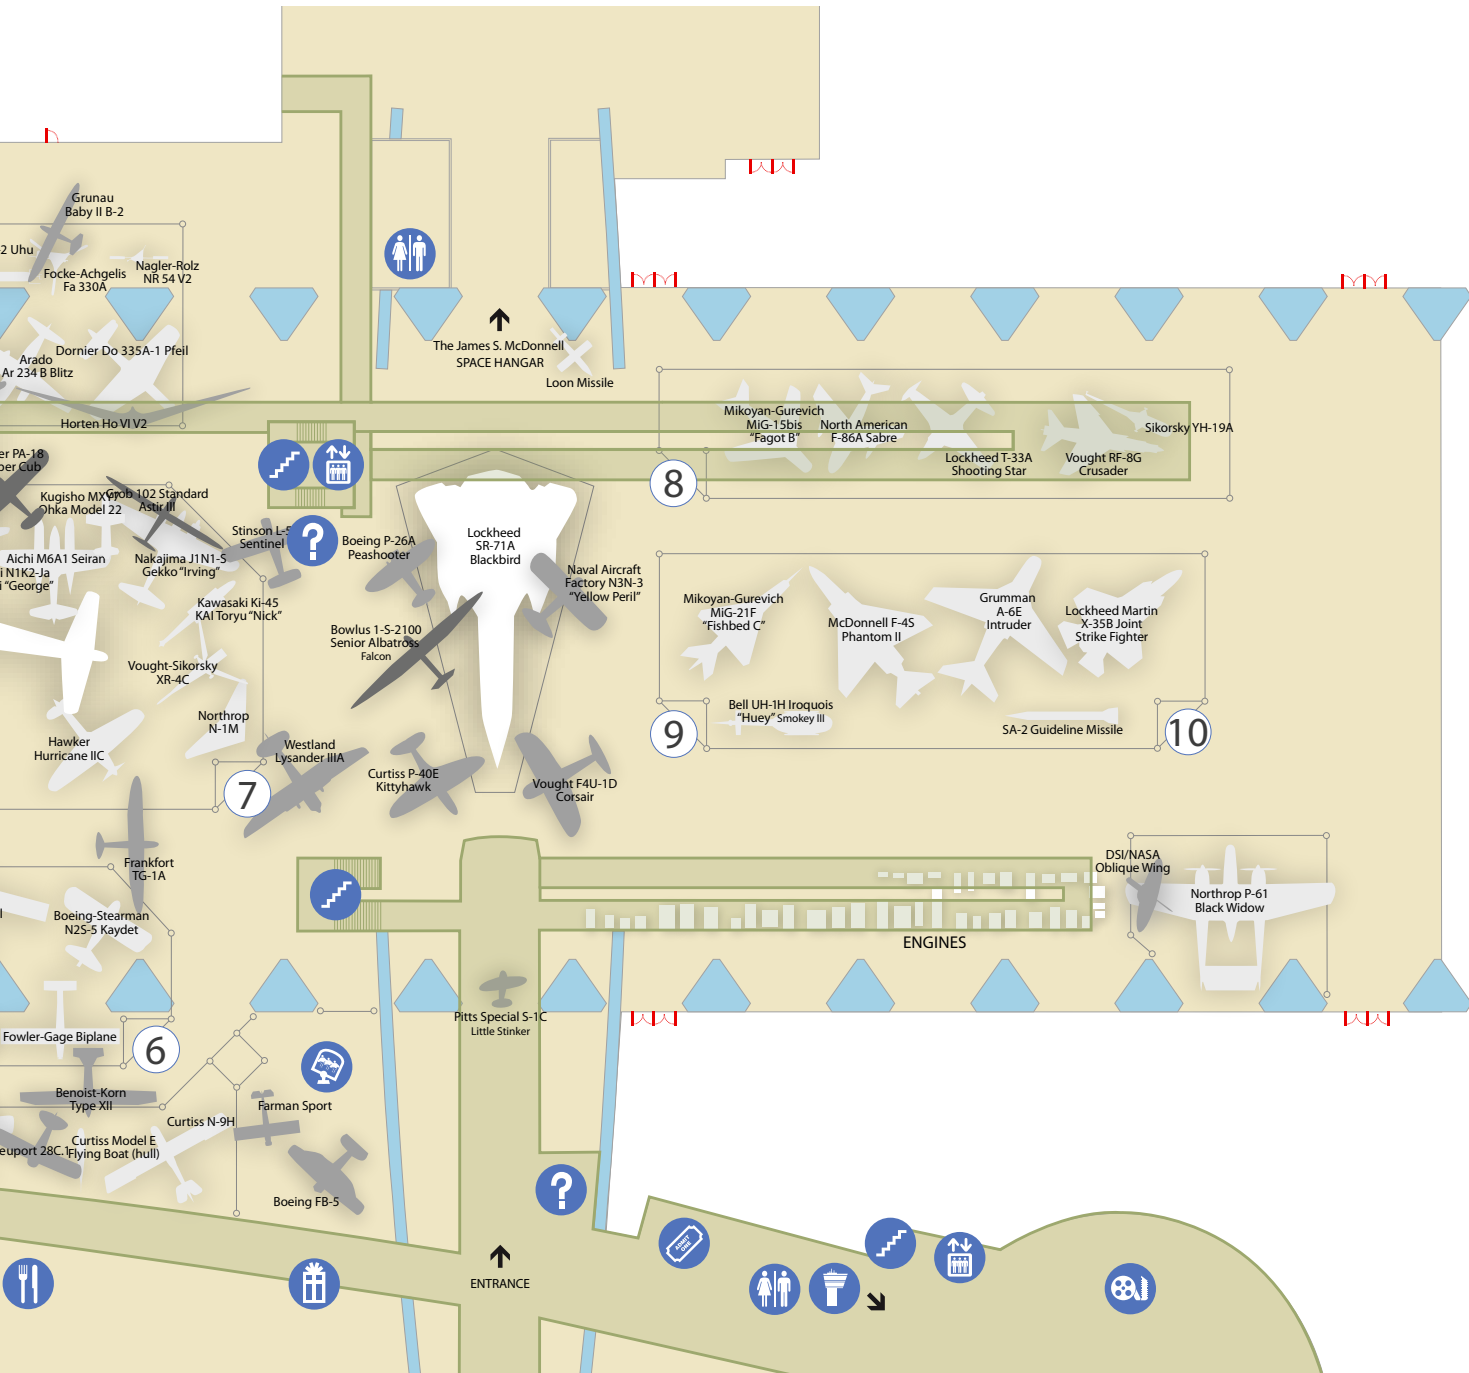 Grunau
Baby II B-2
-2 Uhu
Focke-Achgelis
Fa 330A
Nagler-Rolz
NR 54 V2
Dornier Do 335A-1 Pfeil
Arado
Ar 234 B Blitz
Horten Ho VI V2
The James S. McDonnell
SPACE HANGAR
Loon Missile
Mikoyan-Gurevich
MiG-15bis
“Fagot B”
North American
F-86A Sabre
Lockheed T-33A
Shooting Star
Vought RF-8G
Crusader
Sikorsky YH-19A
8
er PA-18
per Cub
Kugisho MXY7
Ohka Model 22
Grob 102 Standard
Astir III
Stinson L-5
Sentinel
?
Boeing P-26A
Peashooter
Lockheed
SR-71A
Blackbird
Naval Aircraft
Factory N3N-3
“Yellow Peril”
Aichi M6A1 Seiran
i N1K2-Ja
i “George”
Nakajima J1N1-S
Gekko “Irving”
Kawasaki Ki-45
KAI Toryu “Nick”
Bowlus 1-S-2100
Senior Albatross
Falcon
Vought-Sikorsky
XR-4C
Northrop
N-1M
Hawker
Hurricane IIC
Westland
Lysander IIIA
7
Curtiss P-40E
Kittyhawk
Vought F4U-1D
Corsair
Mikoyan-Gurevich
MiG-21F
“Fishbed C”
McDonnell F-4S
Phantom II
Grumman
A-6E
Intruder
Lockheed Martin
X-35B Joint
Strike Fighter
Bell UH-1H Iroquois
“Huey” Smokey III
SA-2 Guideline Missile
9
10
Frankfort
TG-1A
l
Boeing-Stearman
N2S-5 Kaydet
DSI/NASA
Oblique Wing
Northrop P-61
Black Widow
ENGINES
Pitts Special S-1C
Little Stinker
Fowler-Gage Biplane
6
Benoist-Korn
Type XII
Farman Sport
Curtiss N-9H
Curtiss Model E
Flying Boat (hull)
euport 28C.1
Boeing FB-5
?
ADMIT
ONE
ENTRANCE